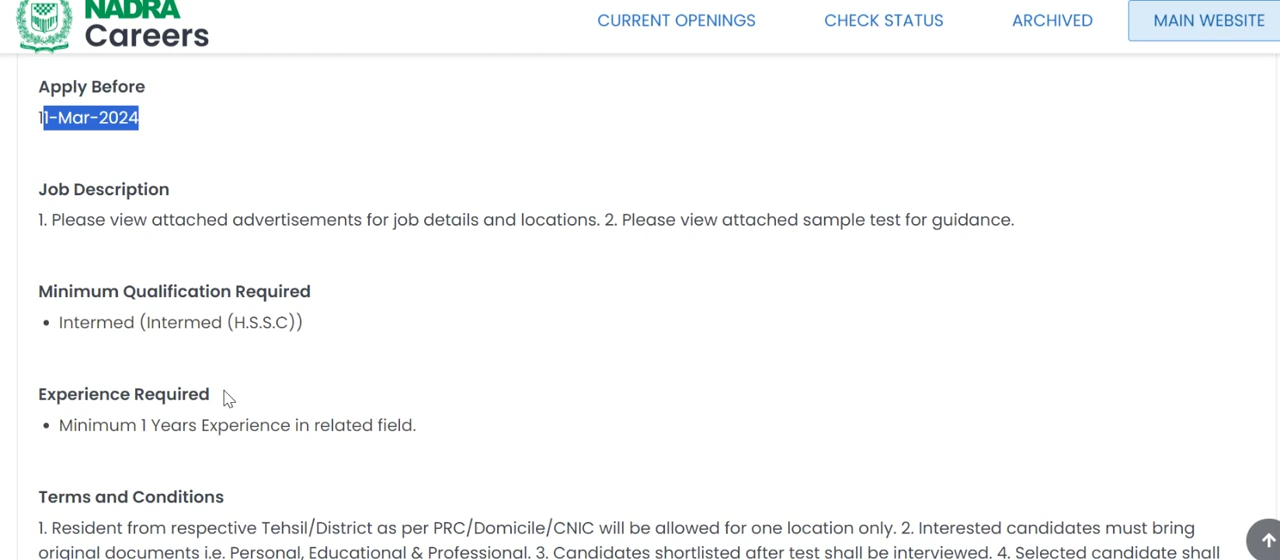 NADRA
Careers
CURRENT OPENINGS
CHECK STATUS
ARCHIVED
MAIN WEBSITE
Apply Before
11-Mar-2024
Job Description
1. Please view attached advertisements for job details and locations. 2. Please view attached sample test for guidance.
Minimum Qualification Required
• Intermed (Intermed (H.S.S.C))
Experience Required
• Minimum 1 Years Experience in related field.
Terms and Conditions
1. Resident from respective Tehsil/District as per PRC/Domicile/CNIC will be allowed for one location only. 2. Interested candidates must bring
original documents i.e. Personal, Educational & Professional. 3. Candidates shortlisted after test shall be interviewed. 4. Selected candidate shall